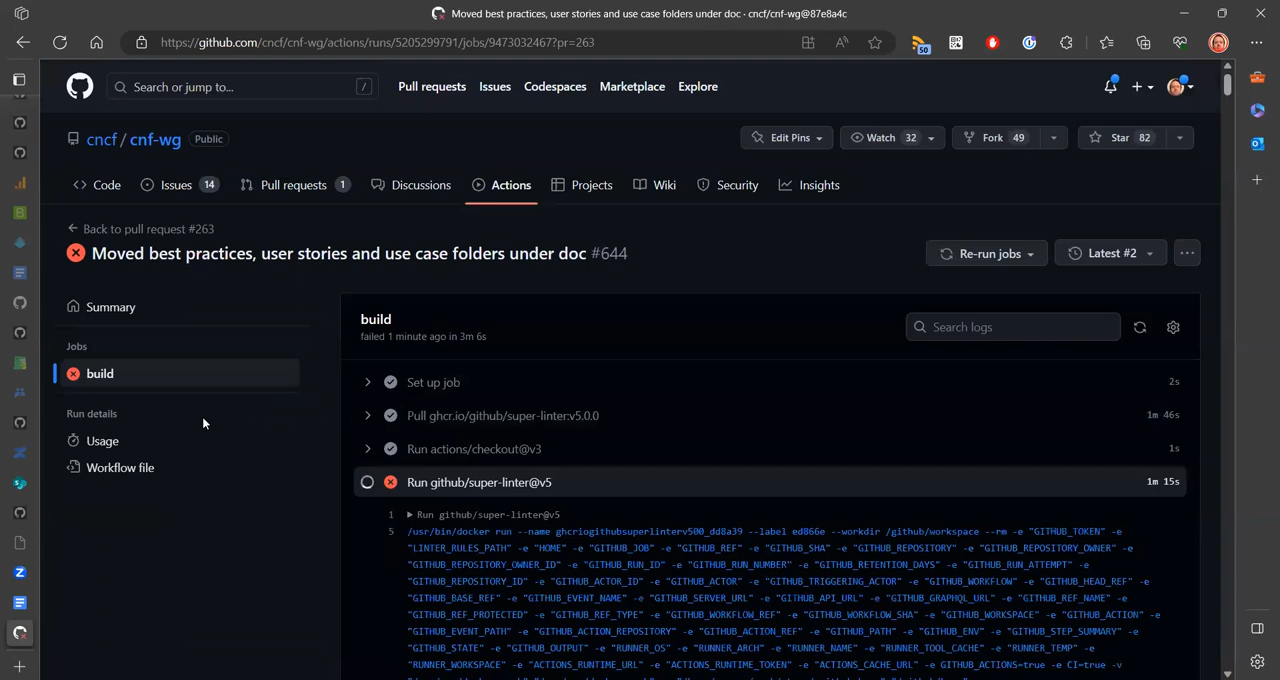 Moved best practices, user stories and use case folders under doc · cncf/cnf-wg@87e8a4c
https://github.com/cncf/cnf-wg/actions/runs/5205299791/jobs/9473032467?pr=263
50
Search or jump to... /
Pull requests Issues Codespaces Marketplace Explore
cncf / cnf-wg Public
Edit Pins Watch 32 Fork 49 Star 82
Code Issues 14 Pull requests 1 Discussions Actions Projects Wiki Security Insights
Back to pull request #263
Moved best practices, user stories and use case folders under doc #644
Re-run jobs Latest #2
Summary
Jobs
build
Run details
Usage
Workflow file
build
failed 1 minute ago in 3m 6s
Search logs
Set up job 2s
Pull ghcr.io/github/super-linter:v5.0.0 1m 46s
Run actions/checkout@v3 1s
Run github/super-linter@v5 1m 15s
1 ▶ Run github/super-linter@v5
5 /usr/bin/docker run --name ghcriogithubsuperlinterv500_dd8a39 --label ed866e --workdir /github/workspace --rm -e "GITHUB_TOKEN" -e
"LINTER_RULES_PATH" -e "HOME" -e "GITHUB_JOB" -e "GITHUB_REF" -e "GITHUB_SHA" -e "GITHUB_REPOSITORY" -e "GITHUB_REPOSITORY_OWNER" -e
"GITHUB_REPOSITORY_OWNER_ID" -e "GITHUB_RUN_ID" -e "GITHUB_RUN_NUMBER" -e "GITHUB_RETENTION_DAYS" -e "GITHUB_RUN_ATTEMPT" -e
"GITHUB_REPOSITORY_ID" -e "GITHUB_ACTOR_ID" -e "GITHUB_ACTOR" -e "GITHUB_TRIGGERING_ACTOR" -e "GITHUB_WORKFLOW" -e "GITHUB_HEAD_REF" -e
"GITHUB_BASE_REF" -e "GITHUB_EVENT_NAME" -e "GITHUB_SERVER_URL" -e "GITHUB_API_URL" -e "GITHUB_GRAPHQL_URL" -e "GITHUB_REF_NAME" -e
"GITHUB_REF_PROTECTED" -e "GITHUB_REF_TYPE" -e "GITHUB_WORKFLOW_REF" -e "GITHUB_WORKFLOW_SHA" -e "GITHUB_WORKSPACE" -e "GITHUB_ACTION" -e
"GITHUB_EVENT_PATH" -e "GITHUB_ACTION_REPOSITORY" -e "GITHUB_ACTION_REF" -e "GITHUB_PATH" -e "GITHUB_ENV" -e "GITHUB_STEP_SUMMARY" -e
"GITHUB_STATE" -e "GITHUB_OUTPUT" -e "RUNNER_OS" -e "RUNNER_ARCH" -e "RUNNER_NAME" -e "RUNNER_TOOL_CACHE" -e "RUNNER_TEMP" -e
"RUNNER_WORKSPACE" -e "ACTIONS_RUNTIME_URL" -e "ACTIONS_RUNTIME_TOKEN" -e "ACTIONS_CACHE_URL" -e GITHUB_ACTIONS=true -e CI=true -v